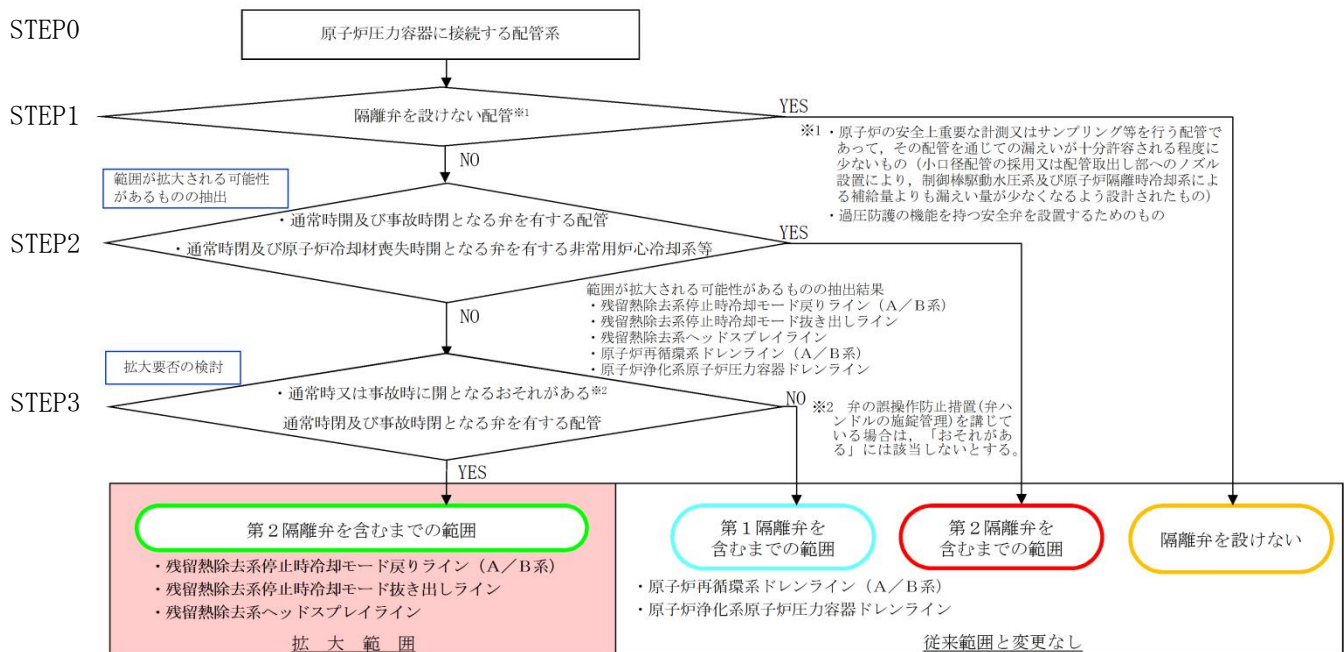 STEP0
原子炉圧力容器に接続する配管系
STEP1
隔離弁を設けない配管※1
YES
NO
※1 ・原子炉の安全上重要な計測又はサンプリング等を行う配管で
あって，その配管を通じての漏えいが十分許容される程度に
少ないもの（小口径配管の採用又は配管取出し部へのノズル
設置により，制御棒駆動水圧系及び原子炉隔離時冷却系によ
る補給量よりも漏えい量が少なくなるよう設計されたもの）
・過圧防護の機能を持つ安全弁を設置するためのもの
範囲が拡大される可能性
があるものの抽出
STEP2
・通常時開及び事故時閉となる弁を有する配管
・通常時閉及び原子炉冷却材喪失時開となる弁を有する非常用炉心冷却系等
YES
NO
範囲が拡大される可能性があるものの抽出結果
・残留熱除去系停止時冷却モード戻りライン（A／B系）
・残留熱除去系停止時冷却モード抜き出しライン
・残留熱除去系ヘッドスプレイライン
・原子炉再循環系ドレンライン（A／B系）
・原子炉浄化系原子炉圧力容器ドレンライン
拡大要否の検討
STEP3
・通常時又は事故時に開となるおそれがある※2
通常時閉及び事故時閉となる弁を有する配管
NO
YES
※2 弁の誤操作防止措置(弁ハ
ンドルの施錠管理)を講じて
いる場合は，「おそれがあ
る」には該当しないとする。
第２隔離弁を含むまでの範囲
・残留熱除去系停止時冷却モード戻りライン（A／B系）
・残留熱除去系停止時冷却モード抜き出しライン
・残留熱除去系ヘッドスプレイライン
拡 大 範 囲
第１隔離弁を
含むまでの範囲
・原子炉再循環系ドレンライン（A／B系）
・原子炉浄化系原子炉圧力容器ドレンライン
第２隔離弁を
含むまでの範囲
隔離弁を設けない
従来範囲と変更なし